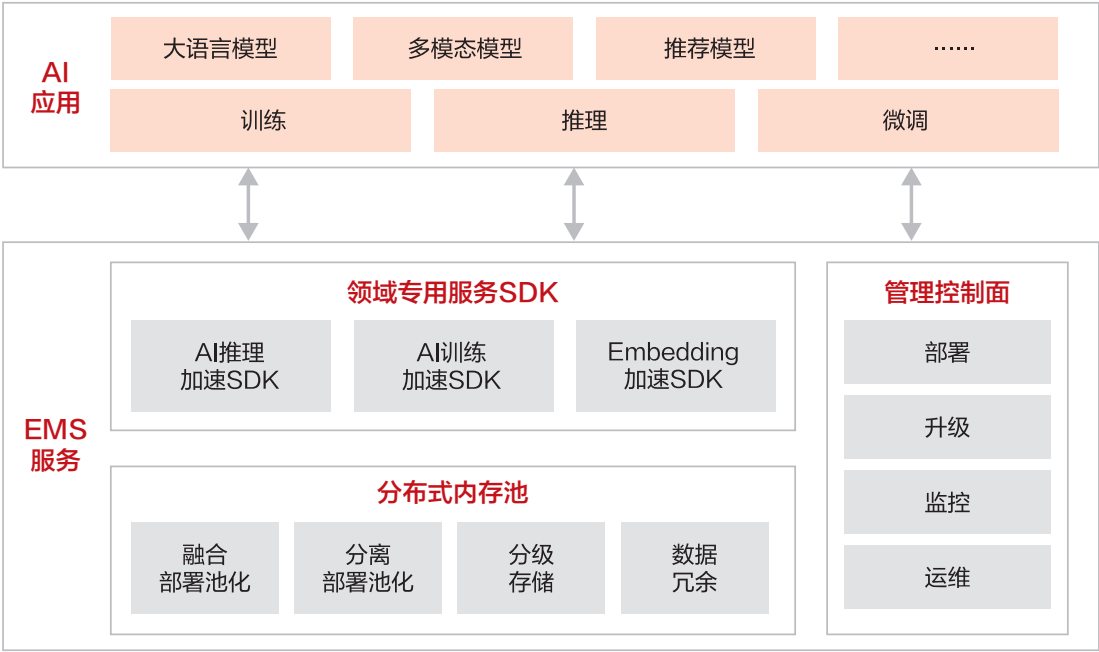 AI
应用
大语言模型
多模态模型
推荐模型
……
训练
推理
微调
EMS
服务
领域专用服务SDK
AI推理
加速SDK
AI训练
加速SDK
Embedding
加速SDK
分布式内存池
融合
部署池化
分离
部署池化
分级
存储
数据
冗余
管理控制面
部署
升级
监控
运维